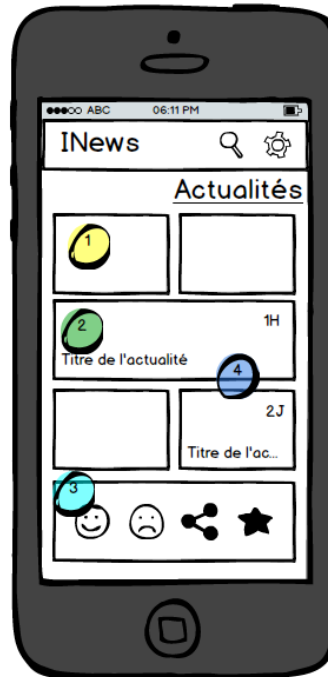 ABC 06:11 PM
INews
Actualités
1
2
1H
Titre de l'actualité
4
2J
Titre de l'ac...
3